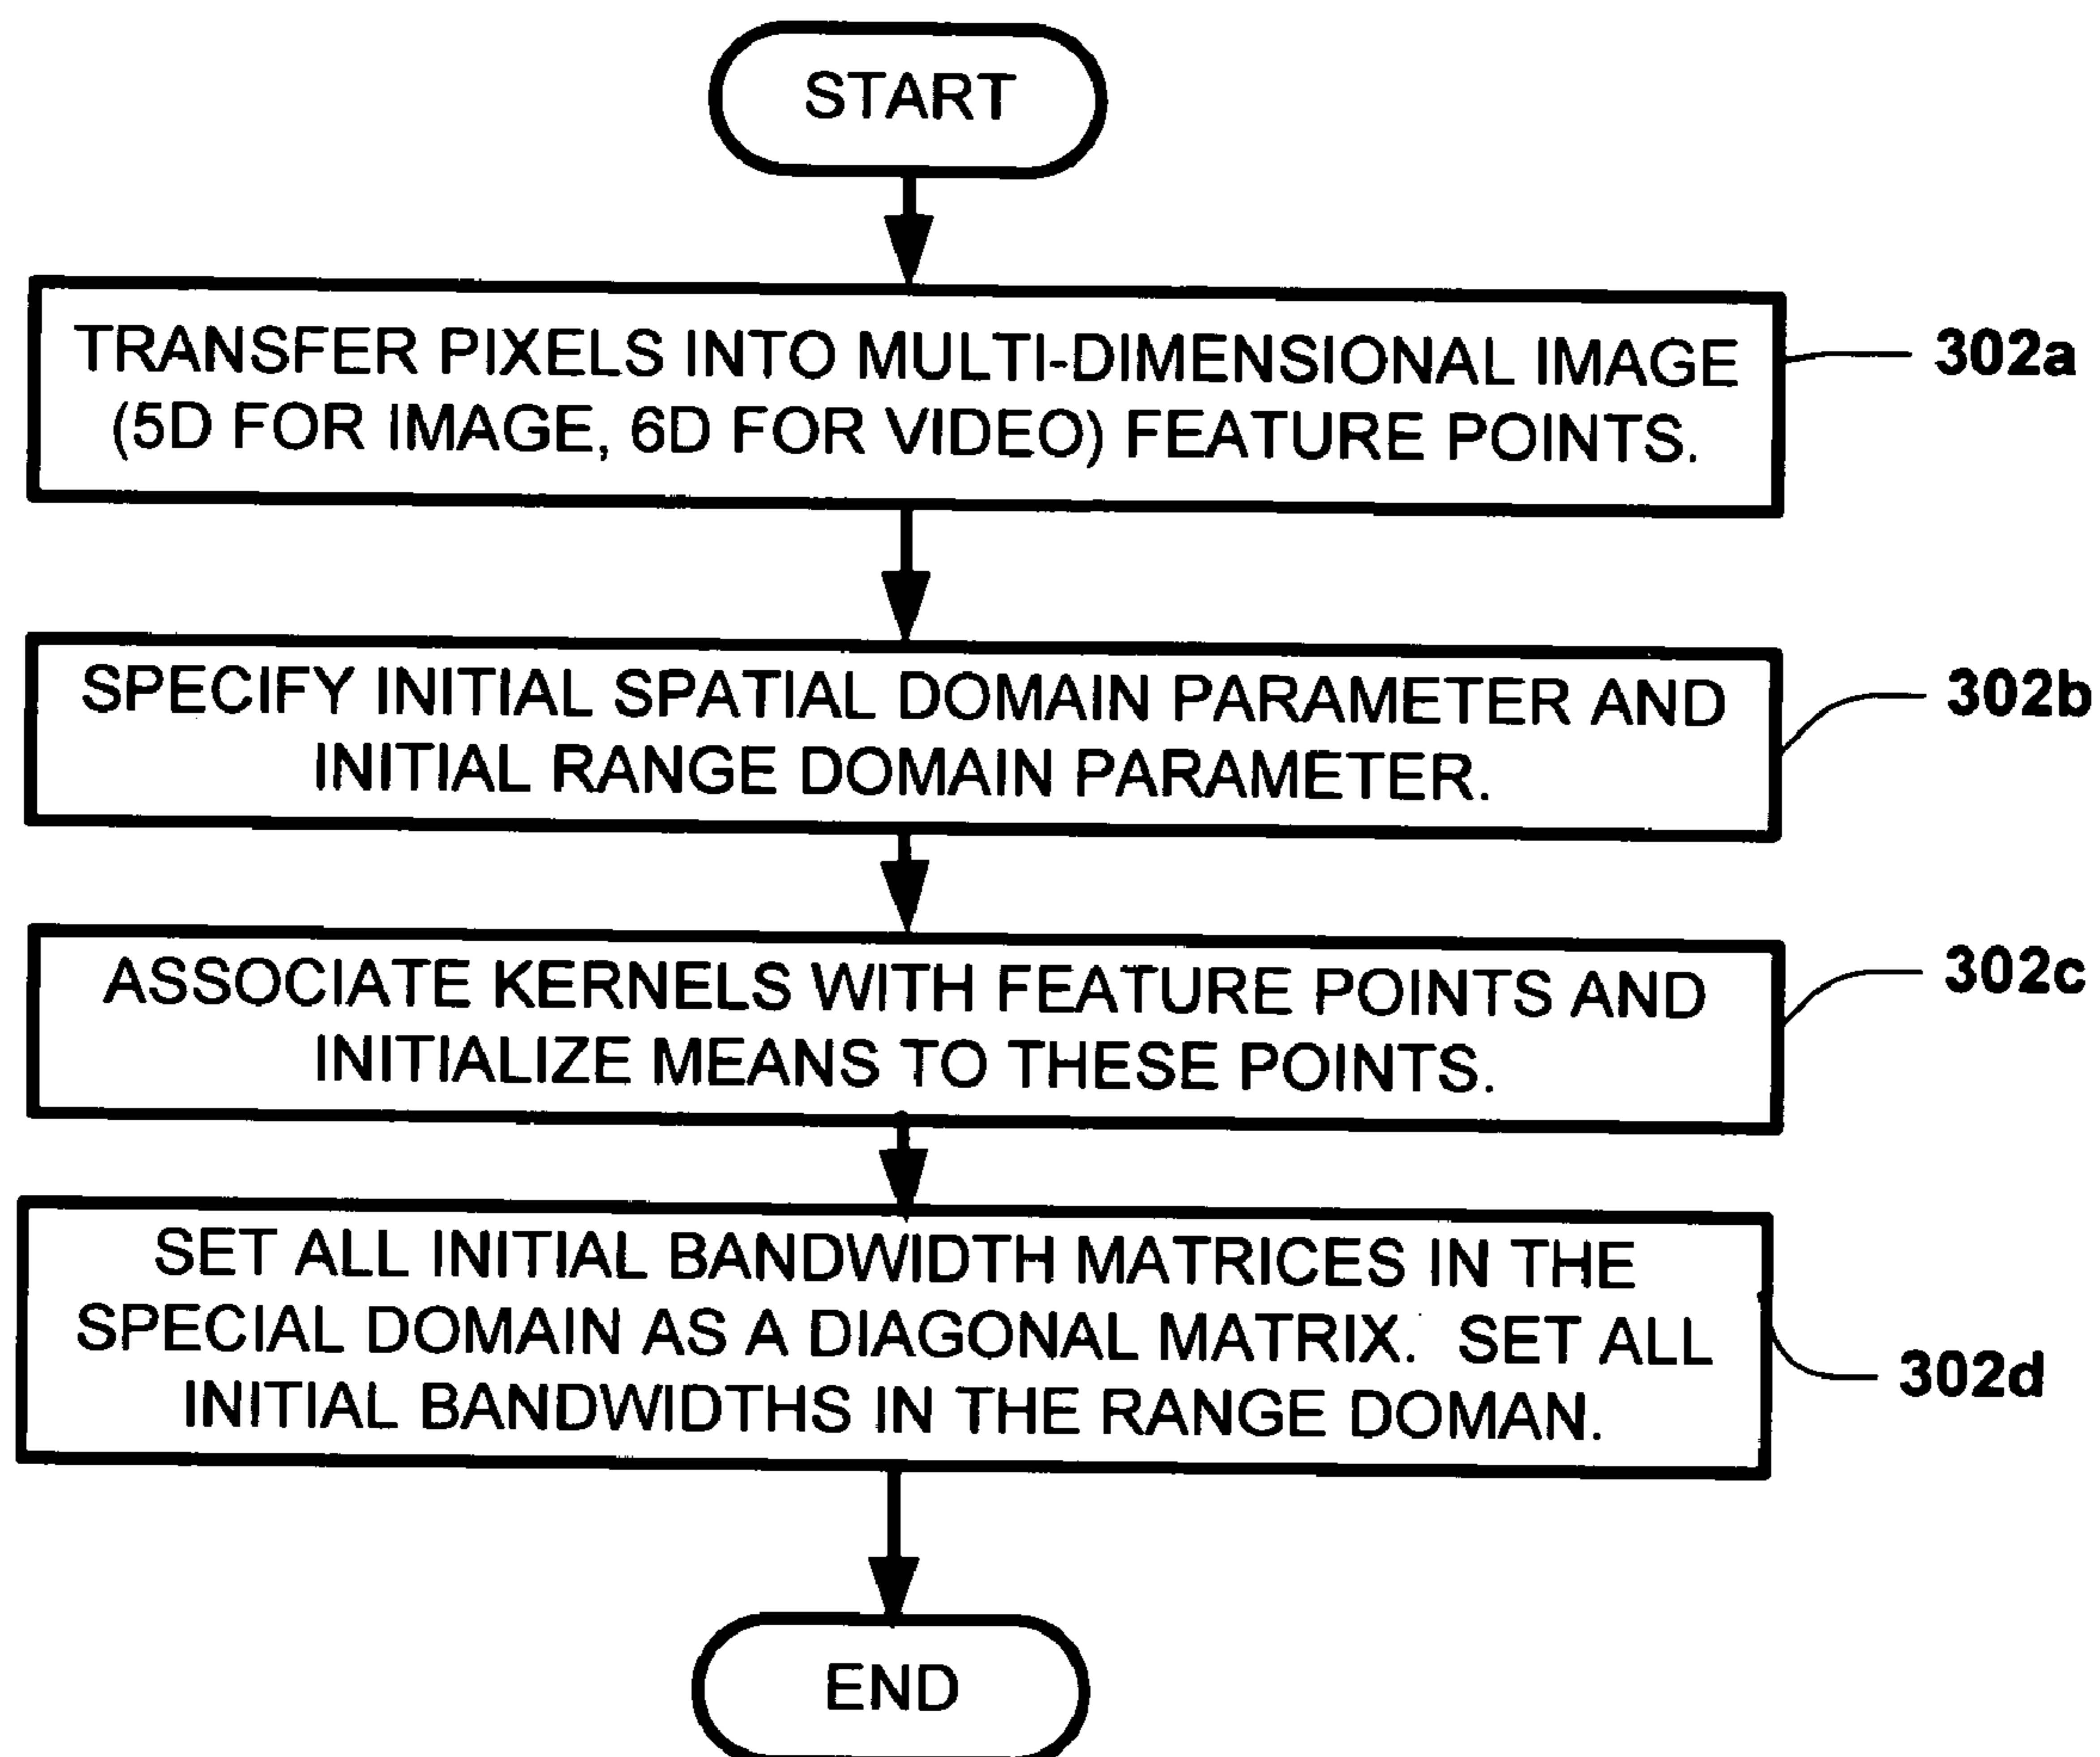 START
TRANSFER PIXELS INTO MULTI-DIMENSIONAL IMAGE
(5D FOR IMAGE, 6D FOR VIDEO) FEATURE POINTS.
302a
SPECIFY INITIAL SPATIAL DOMAIN PARAMETER AND
INITIAL RANGE DOMAIN PARAMETER.
302b
ASSOCIATE KERNELS WITH FEATURE POINTS AND
INITIALIZE MEANS TO THESE POINTS.
302c
SET ALL INITIAL BANDWIDTH MATRICES IN THE
SPECIAL DOMAIN AS A DIAGONAL MATRIX. SET ALL
INITIAL BANDWIDTHS IN THE RANGE DOMAN.
302d
END